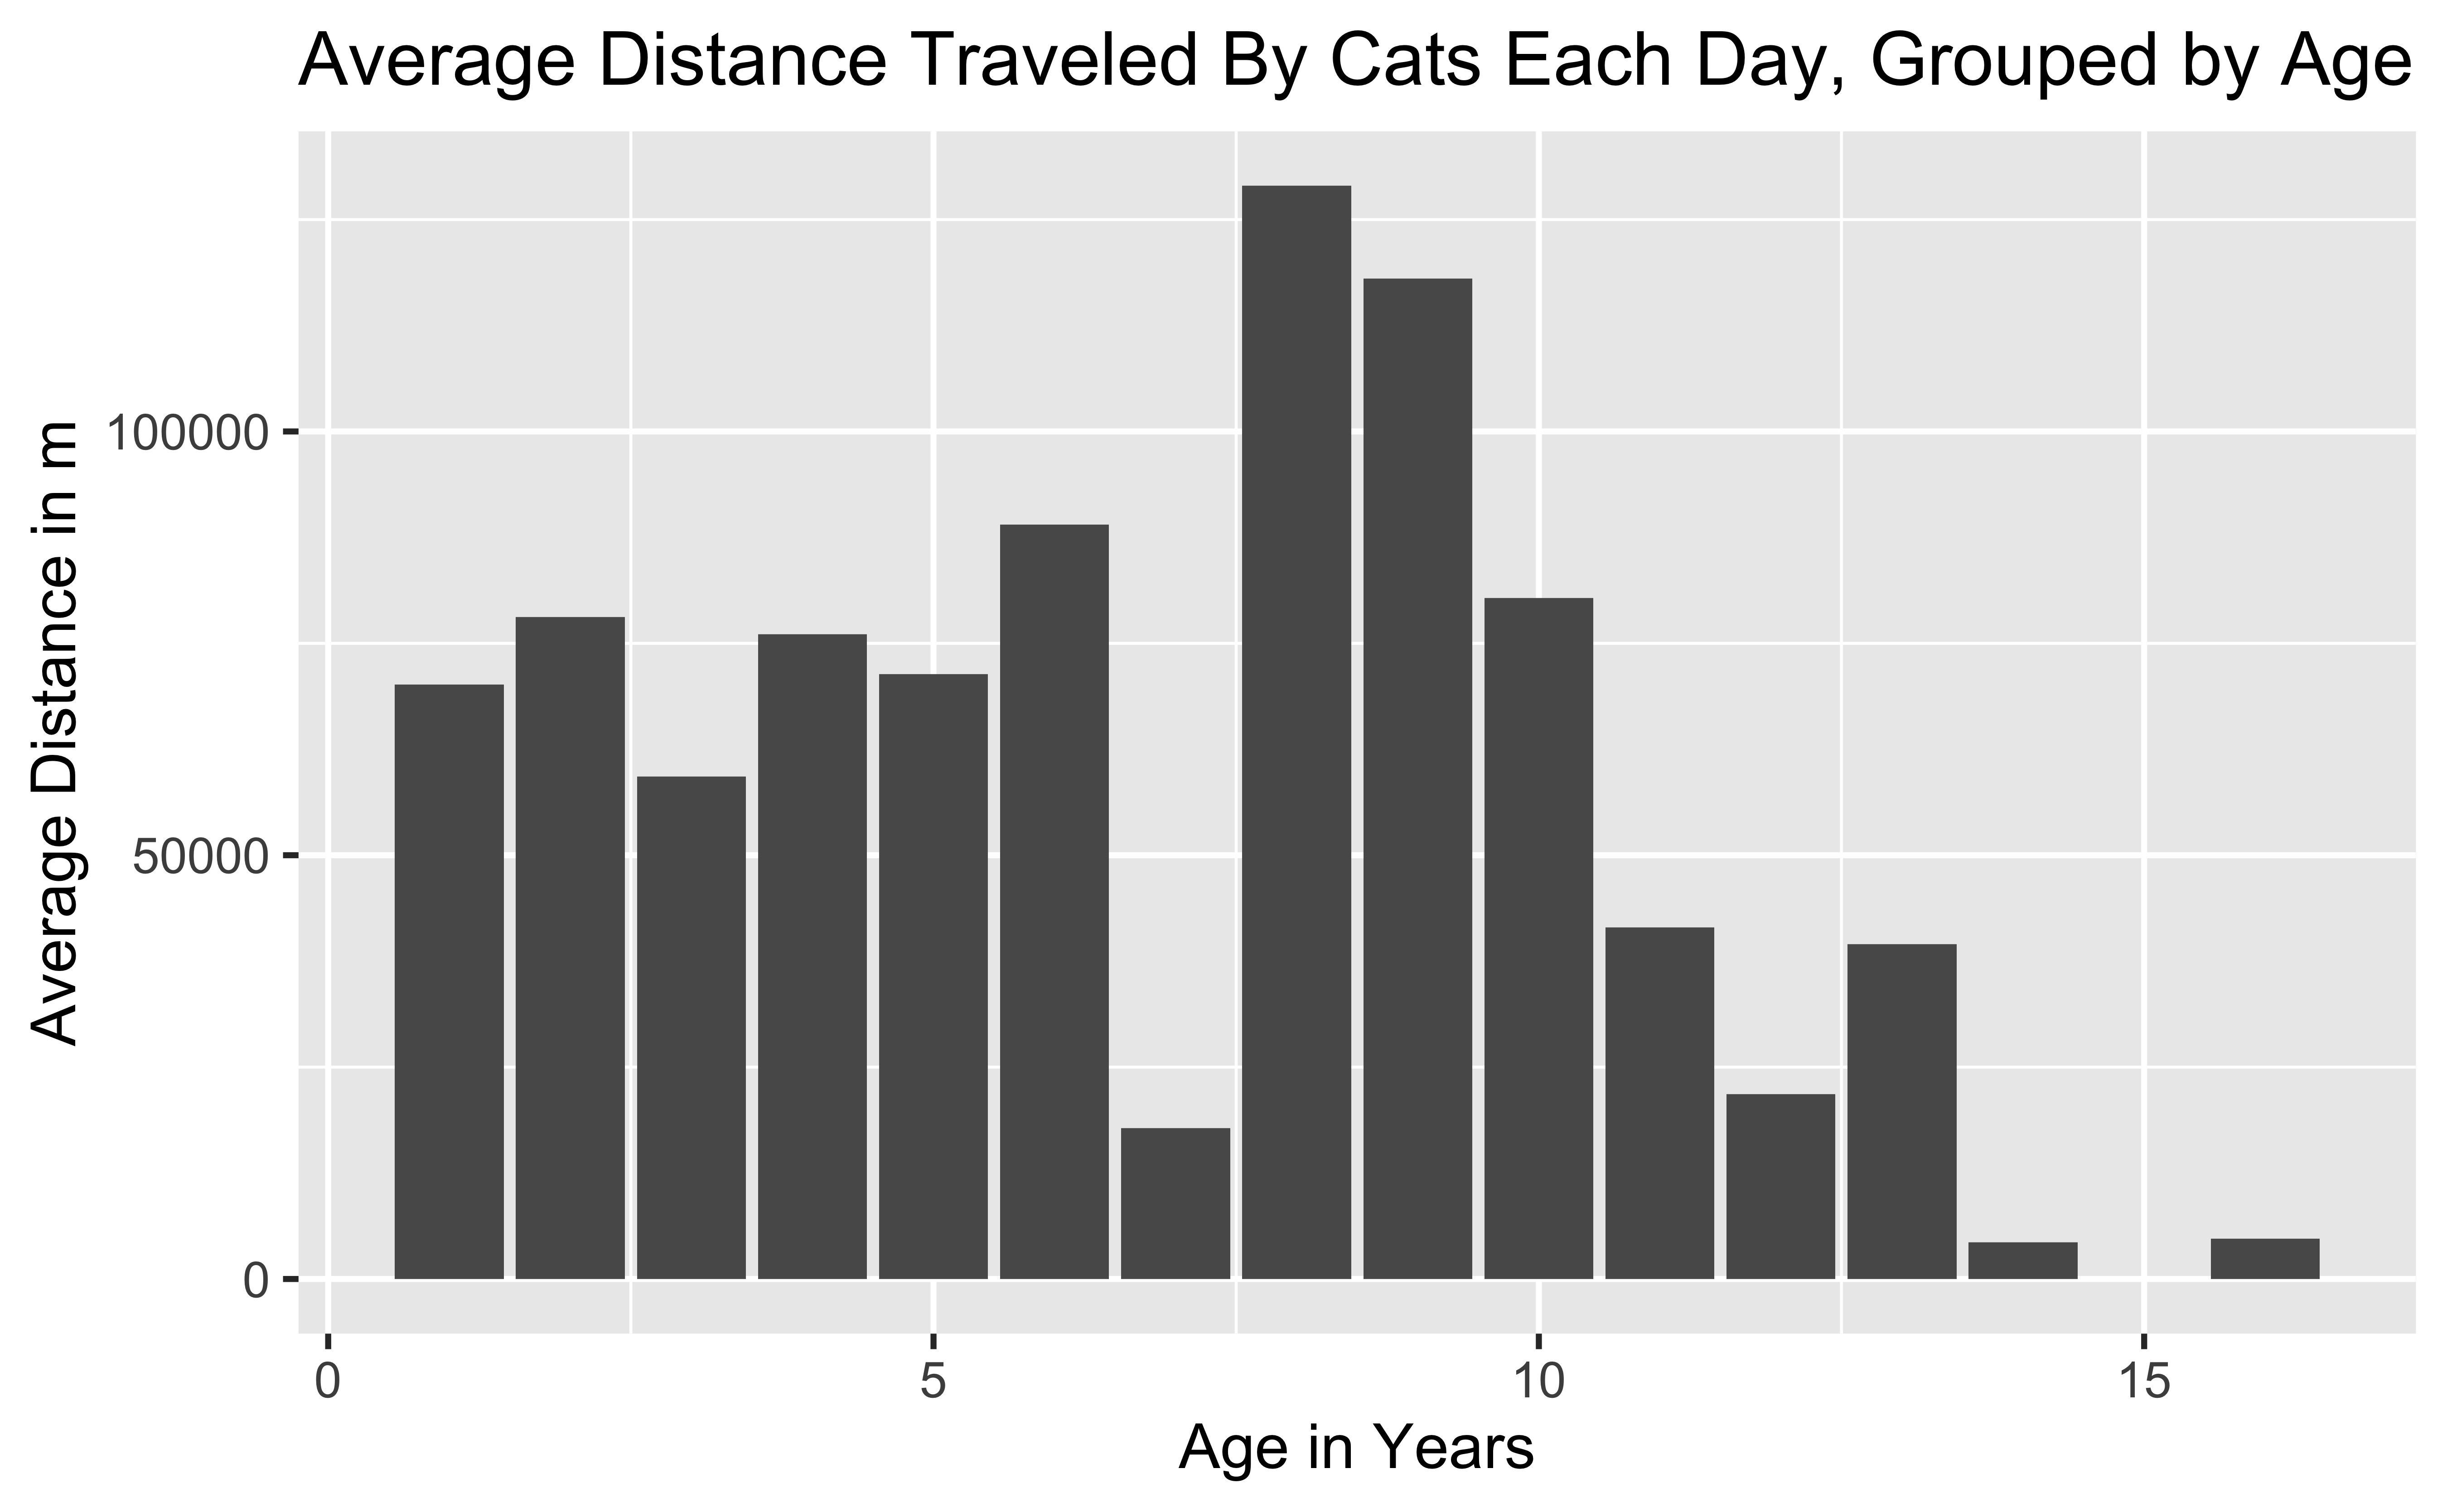 Average Distance Traveled By Cats Each Day, Grouped by Age
Average Distance in m
100000
50000
0
0
5
10
15
Age in Years